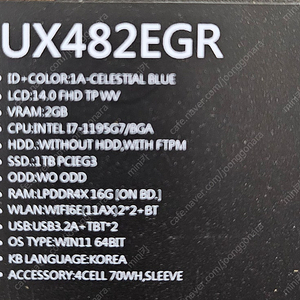 UX482EGR
ID+COLOR:1A-CELESTIAL BLUE
LCD:14.0 FHD TP WV
VRAM:2GB
CPU:INTEL I7-1195G7/BGA
HDD.:WITHOUT HDD,WITH FTPM
SSD.:1TB PCIEG3
ODD:WO ODD
RAM:LPDDR4X 16G [ON BD.]
WLAN:WIFI6E(11AX)2*2+BT
USB:USB3.2A+TBT*2
OS TYPE:WIN11 64BIT
KB LANGUAGE:KOREA
ACCESSORY:4CELL 70WH,SLEEVE